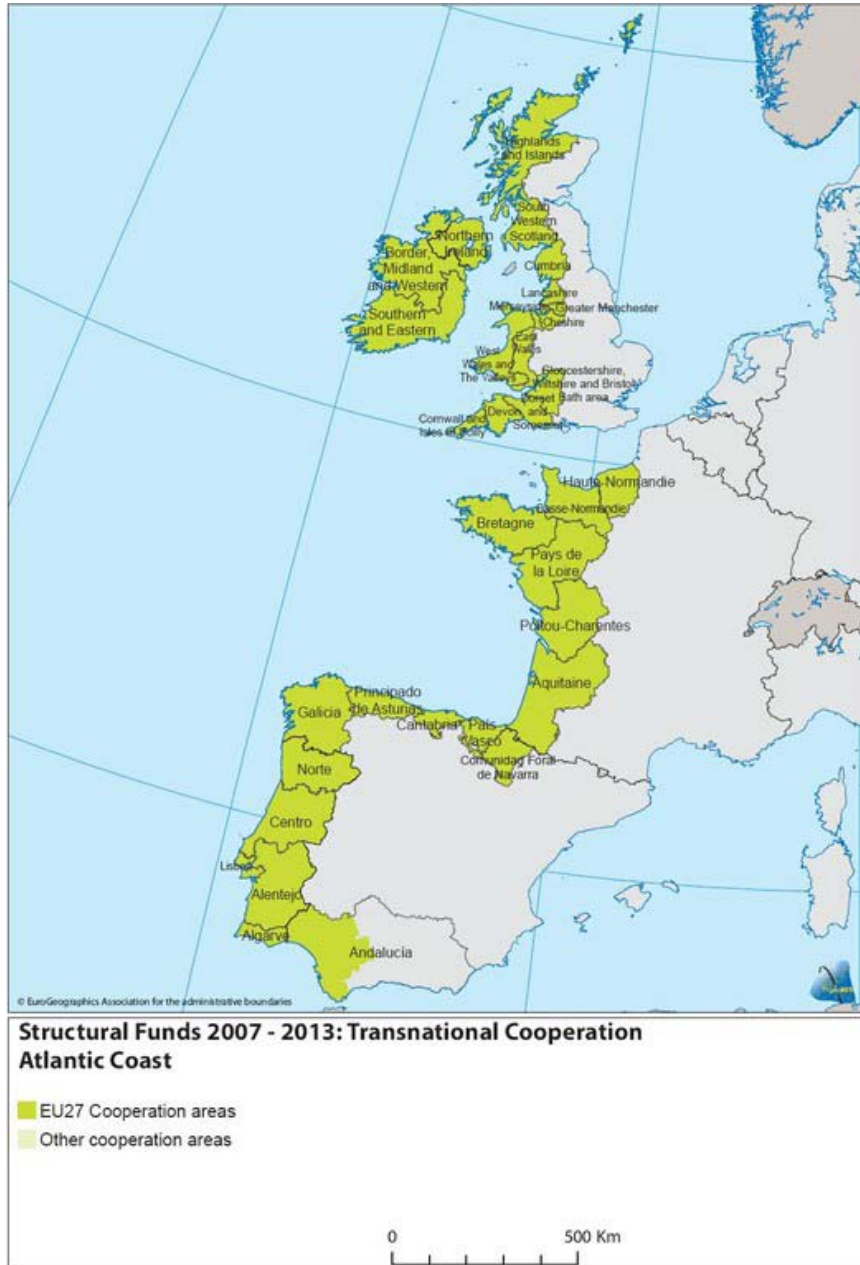 Highlands
and Islands
South
Western
Scotland
Northern
Ireland
Border,
Midland
and Western
Cumbria
Lancashire
Merseyside
Greater Manchester
Cheshire
Southern
and Eastern
East
Wales
West
Wales and
The Valleys
Gloucestershire,
Wiltshire and Bristol/
Bath area
Dorset
Devon and
Somerset
Cornwall and
Isles of Scilly
Haute-Normandie
Basse-Normandie
Bretagne
Pays de
la Loire
Poitou-Charentes
Aquitaine
Principado
de Asturias
Galicia
Cantabria
País
Vasco
Comunidad Foral
de Navarra
Norte
Centro
Lisboa
Alentejo
Algarve
Andalucía
© EuroGeographics Association for the administrative boundaries
Structural Funds 2007 - 2013: Transnational Cooperation
Atlantic Coast
EU27 Cooperation areas
Other cooperation areas
0 500 Km